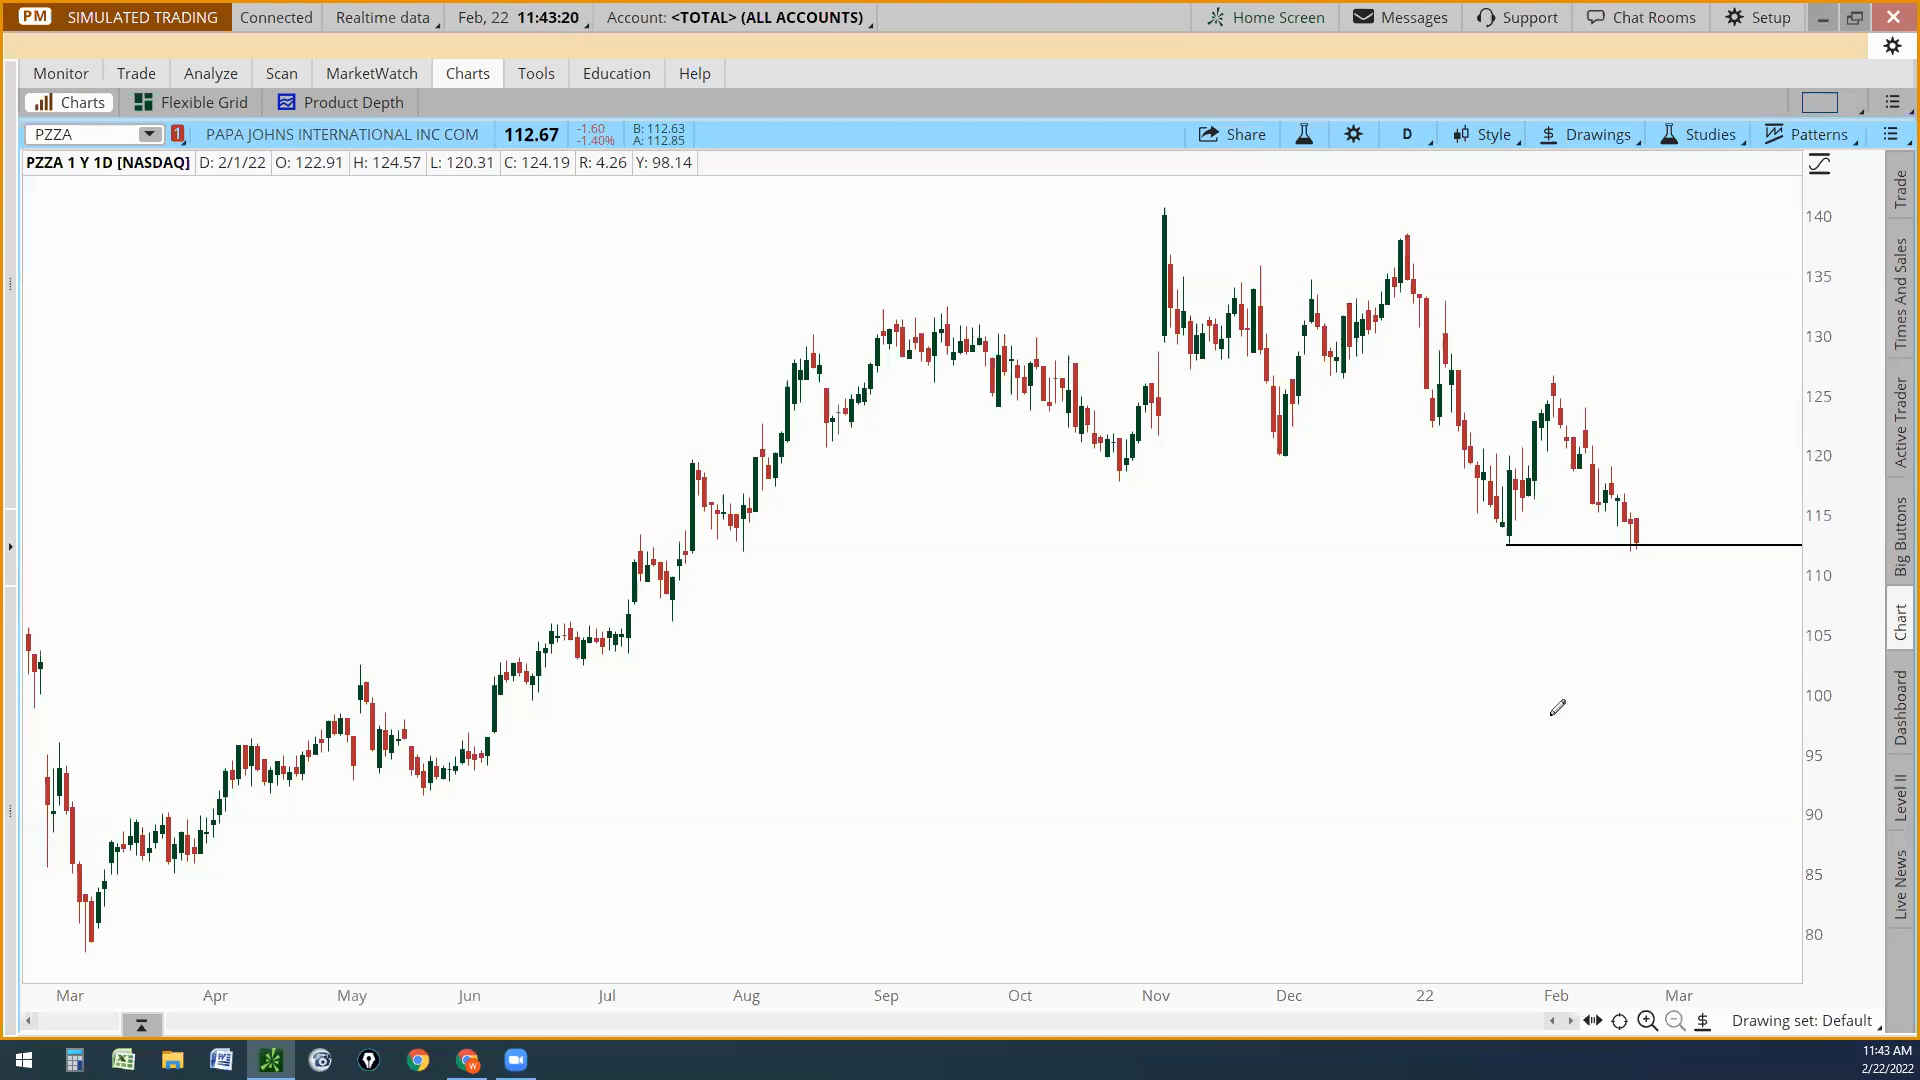 PM SIMULATED TRADING Connected Realtime data Feb, 22 11:43:20 Account: <TOTAL> (ALL ACCOUNTS) Home Screen Messages Support Chat Rooms Setup
Monitor Trade Analyze Scan MarketWatch Charts Tools Education Help
Charts Flexible Grid Product Depth
PZZA 1 PAPA JOHNS INTERNATIONAL INC COM 112.67 -1.60 B: 112.63 Share D Style $ Drawings Studies Patterns
-1.40% A: 112.85
PZZA 1 Y 1D [NASDAQ] D: 2/1/22 O: 122.91 H: 124.57 L: 120.31 C: 124.19 R: 4.26 Y: 98.14
140
135
130
125
120
115
110
105
100
95
90
85
80
Mar Apr May Jun Jul Aug Sep Oct Nov Dec 22 Feb Mar
$ Drawing set: Default
Trade
Times And Sales
Active Trader
Big Buttons
Chart
Dashboard
Level II
Live News
11:43 AM
2/22/2022